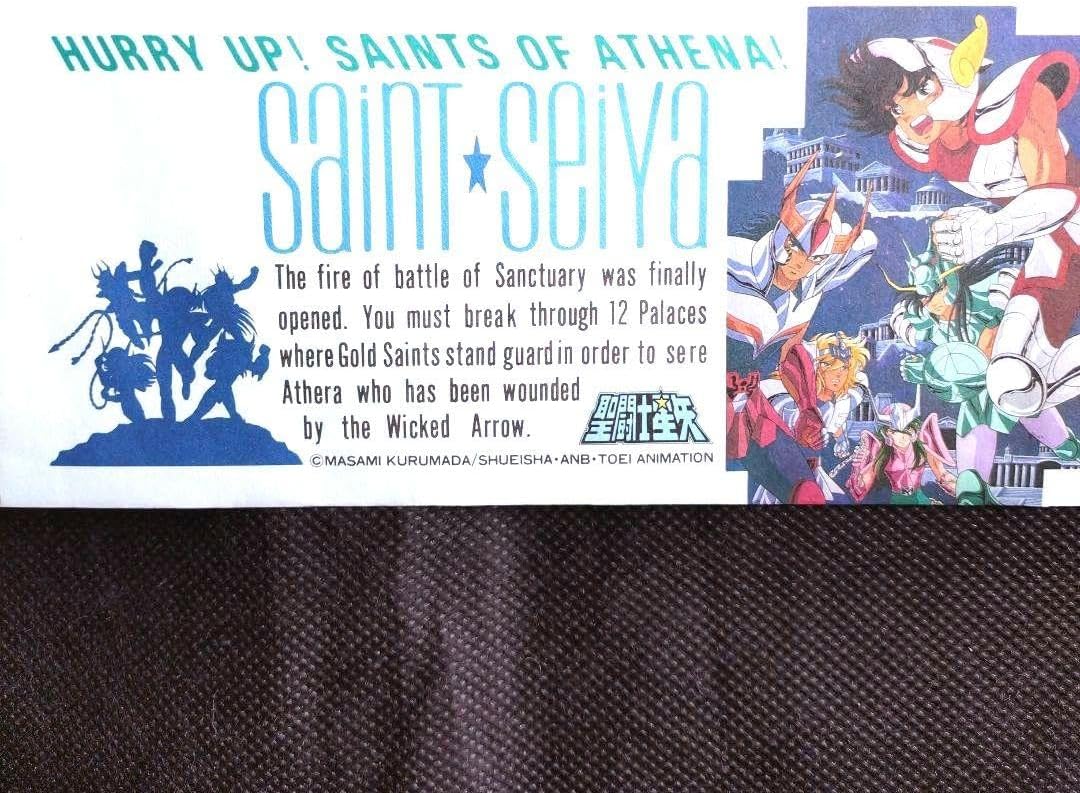 HURRY UP! SAINTS OF ATHENA!
Saint★Seiya
The fire of battle of Sanctuary was finally
opened. You must break through 12 Palaces
where Gold Saints stand guardin order to sere
Athera who has been wounded
by the Wicked Arrow.
聖闘士星矢
©MASAMI KURUMADA/SHUEISHA•ANB•TOEI ANIMATION